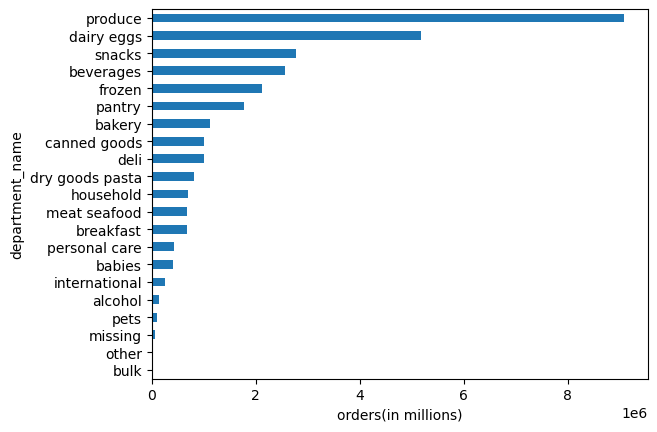 produce
dairy eggs
snacks
beverages
frozen
pantry
bakery
canned goods
deli
dry goods pasta
household
meat seafood
breakfast
personal care
babies
international
alcohol
pets
missing
other
bulk
department_name
0 2 4 6 8
1e6
orders(in millions)